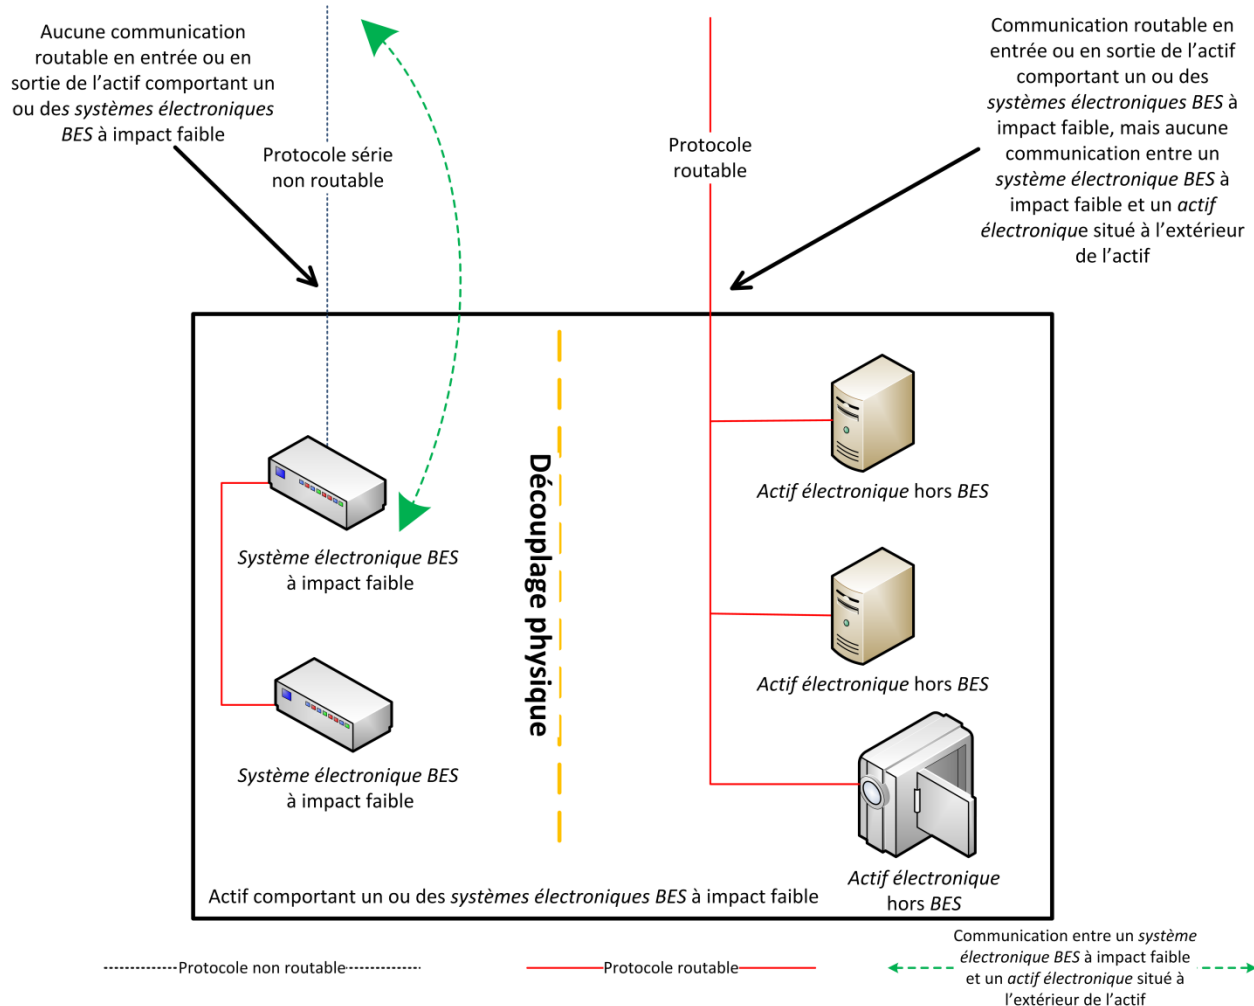 Aucune communication
routable en entrée ou en
sortie de l’actif comportant un
ou des systèmes électroniques
BES à impact faible
Protocole série
non routable
Protocole
routable
Communication routable en
entrée ou en sortie de l’actif
comportant un ou des
systèmes électroniques BES à
impact faible, mais aucune
communication entre un
système électronique BES à
impact faible et un actif
électronique situé à l’extérieur
de l’actif
Système électronique BES
à impact faible
Système électronique BES
à impact faible
Découplage physique
Actif électronique hors BES
Actif électronique hors BES
Actif électronique
hors BES
Actif comportant un ou des systèmes électroniques BES à impact faible
Protocole non routable
Protocole routable
Communication entre un système
électronique BES à impact faible
et un actif électronique situé à
l’extérieur de l’actif